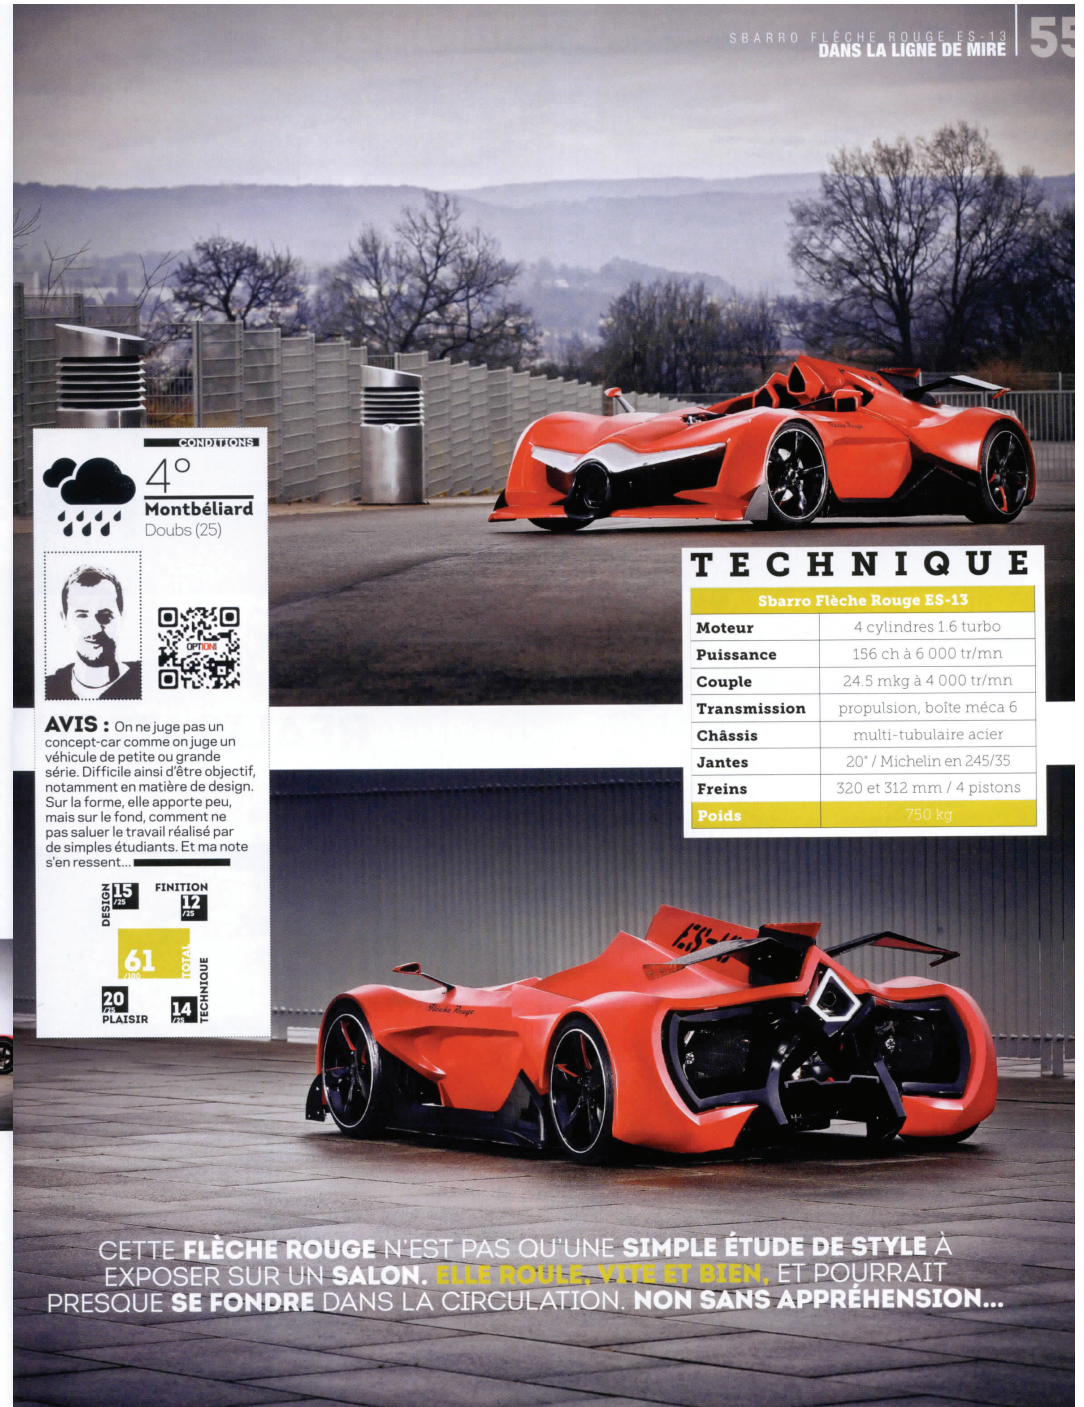 SBARRO FLÈCHE ROUGE ES-13
DANS LA LIGNE DE MIRE
55
CONDITIONS
4°
Montbéliard
Doubs (25)
OPTION
AVIS : On ne juge pas un
concept-car comme on juge un
véhicule de petite ou grande
série. Difficile ainsi d'être objectif,
notamment en matière de design.
Sur la forme, elle apporte peu,
mais sur le fond, comment ne
pas saluer le travail réalisé par
de simples étudiants. Et ma note
s'en ressent...
DESIGN
15
/25
FINITION
12
/25
61
/100
TOTAL
20
/25
PLAISIR
14
/25
TECHNIQUE
TECHNIQUE
Sbarro Flèche Rouge ES-13
Moteur 4 cylindres 1.6 turbo
Puissance 156 ch à 6 000 tr/mn
Couple 24.5 mkg à 4 000 tr/mn
Transmission propulsion, boîte méca 6
Châssis multi-tubulaire acier
Jantes 20" / Michelin en 245/35
Freins 320 et 312 mm / 4 pistons
Poids 750 kg
Flèche Rouge
Flèche Rouge
CETTE FLÈCHE ROUGE N'EST PAS QU'UNE SIMPLE ÉTUDE DE STYLE À
EXPOSER SUR UN SALON. ELLE ROULE, VITE ET BIEN, ET POURRAIT
PRESQUE SE FONDRE DANS LA CIRCULATION. NON SANS APPRÉHENSION...